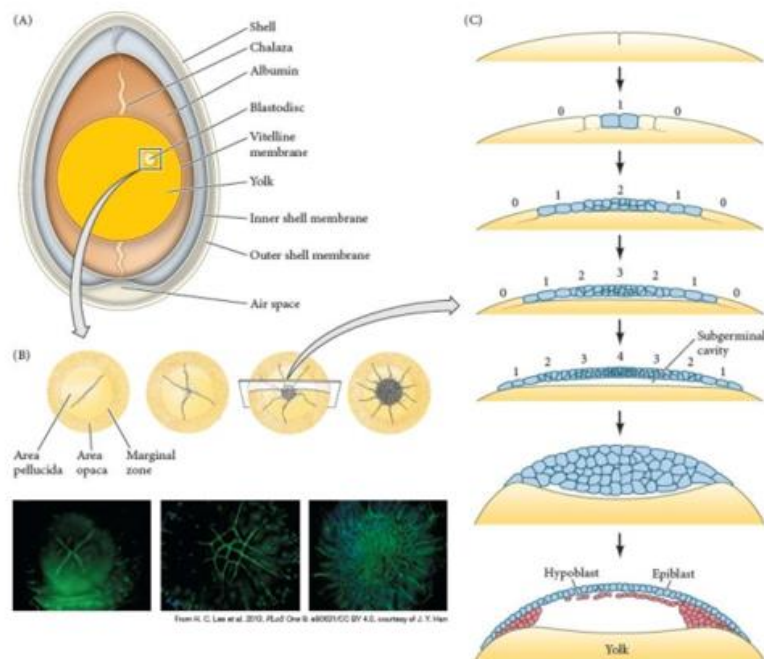 (A)
Shell
Chalaza
Albumin
Blastodisc
Vitelline
membrane
Yolk
Inner shell membrane
Outer shell membrane
Air space
(B)
Area
pellucida
Area
opaca
Marginal
zone
(C)
0 1 0
0 1 2 1 0
0 1 2 3 2 1 0
Subgerminal
cavity
1 2 3 4 3 2 1
Hypoblast Epiblast
Yolk
From H. C. Lee et al. 2013, PLoS One 8: e80631/CC BY 4.0, courtesy of J. Y. Han